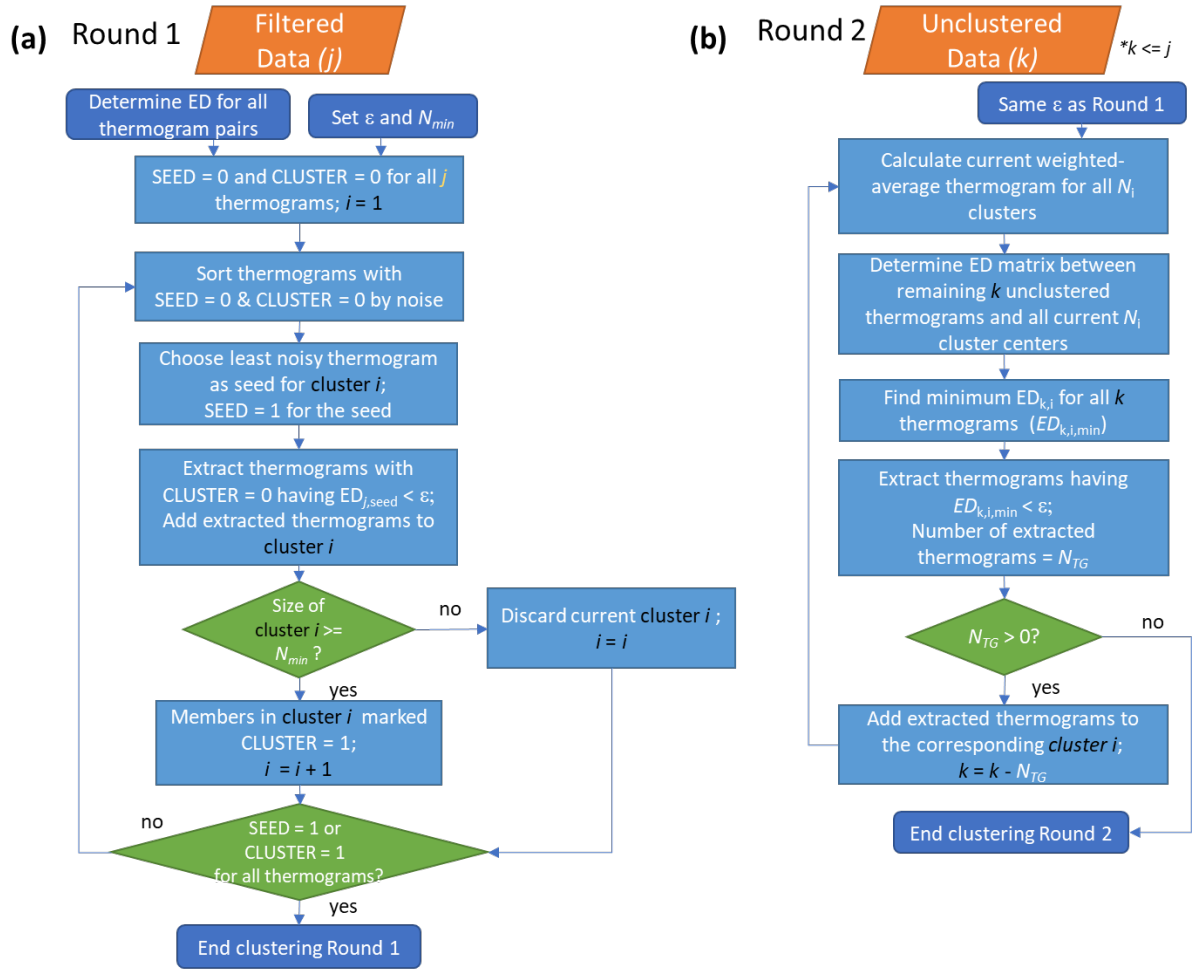 (a) Round 1
Filtered
Data (j)
Determine ED for all
thermogram pairs
Set ε and Nmin
SEED = 0 and CLUSTER = 0 for all j
thermograms; i = 1
Sort thermograms with
SEED = 0 & CLUSTER = 0 by noise
Choose least noisy thermogram
as seed for cluster i;
SEED = 1 for the seed
Extract thermograms with
CLUSTER = 0 having EDj,seed < ε;
Add extracted thermograms to
cluster i
Size of
cluster i >=
Nmin ?
no
Discard current cluster i ;
i = i
yes
Members in cluster i marked
CLUSTER = 1;
i = i + 1
no
SEED = 1 or
CLUSTER = 1
for all thermograms?
yes
End clustering Round 1
(b) Round 2
Unclustered
Data (k)
*k <= j
Same ε as Round 1
Calculate current weighted-
average thermogram for all Ni
clusters
Determine ED matrix between
remaining k unclustered
thermograms and all current Ni
cluster centers
Find minimum EDk,i for all k
thermograms (EDk,i,min)
Extract thermograms having
EDk,i,min < ε;
Number of extracted
thermograms = NTG
NTG > 0?
no
yes
Add extracted thermograms to
the corresponding cluster i;
k = k - NTG
End clustering Round 2